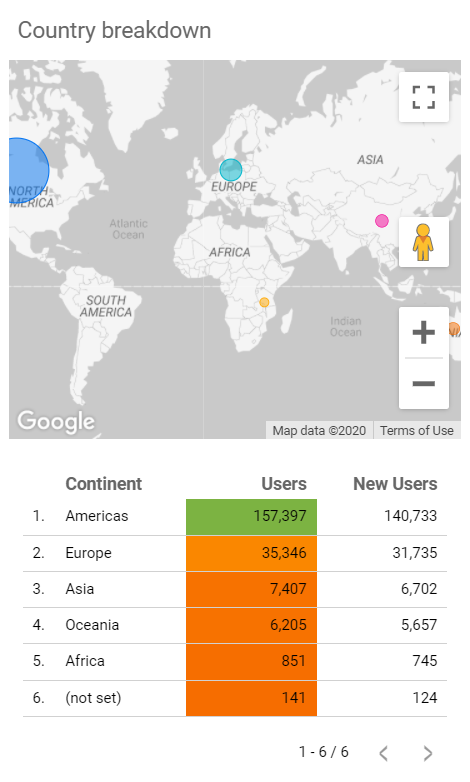 Country breakdown
ASIA
NORTH
MERICA
EUROPE
Atlantic
Ocean
AFRICA
SOUTH
AMERICA
Indian
Ocean
Google
Map data ©2020 Terms of Use
Continent Users New Users
1. Americas 157,397 140,733
2. Europe 35,346 31,735
3. Asia 7,407 6,702
4. Oceania 6,205 5,657
5. Africa 851 745
6. (not set) 141 124
1 - 6 / 6